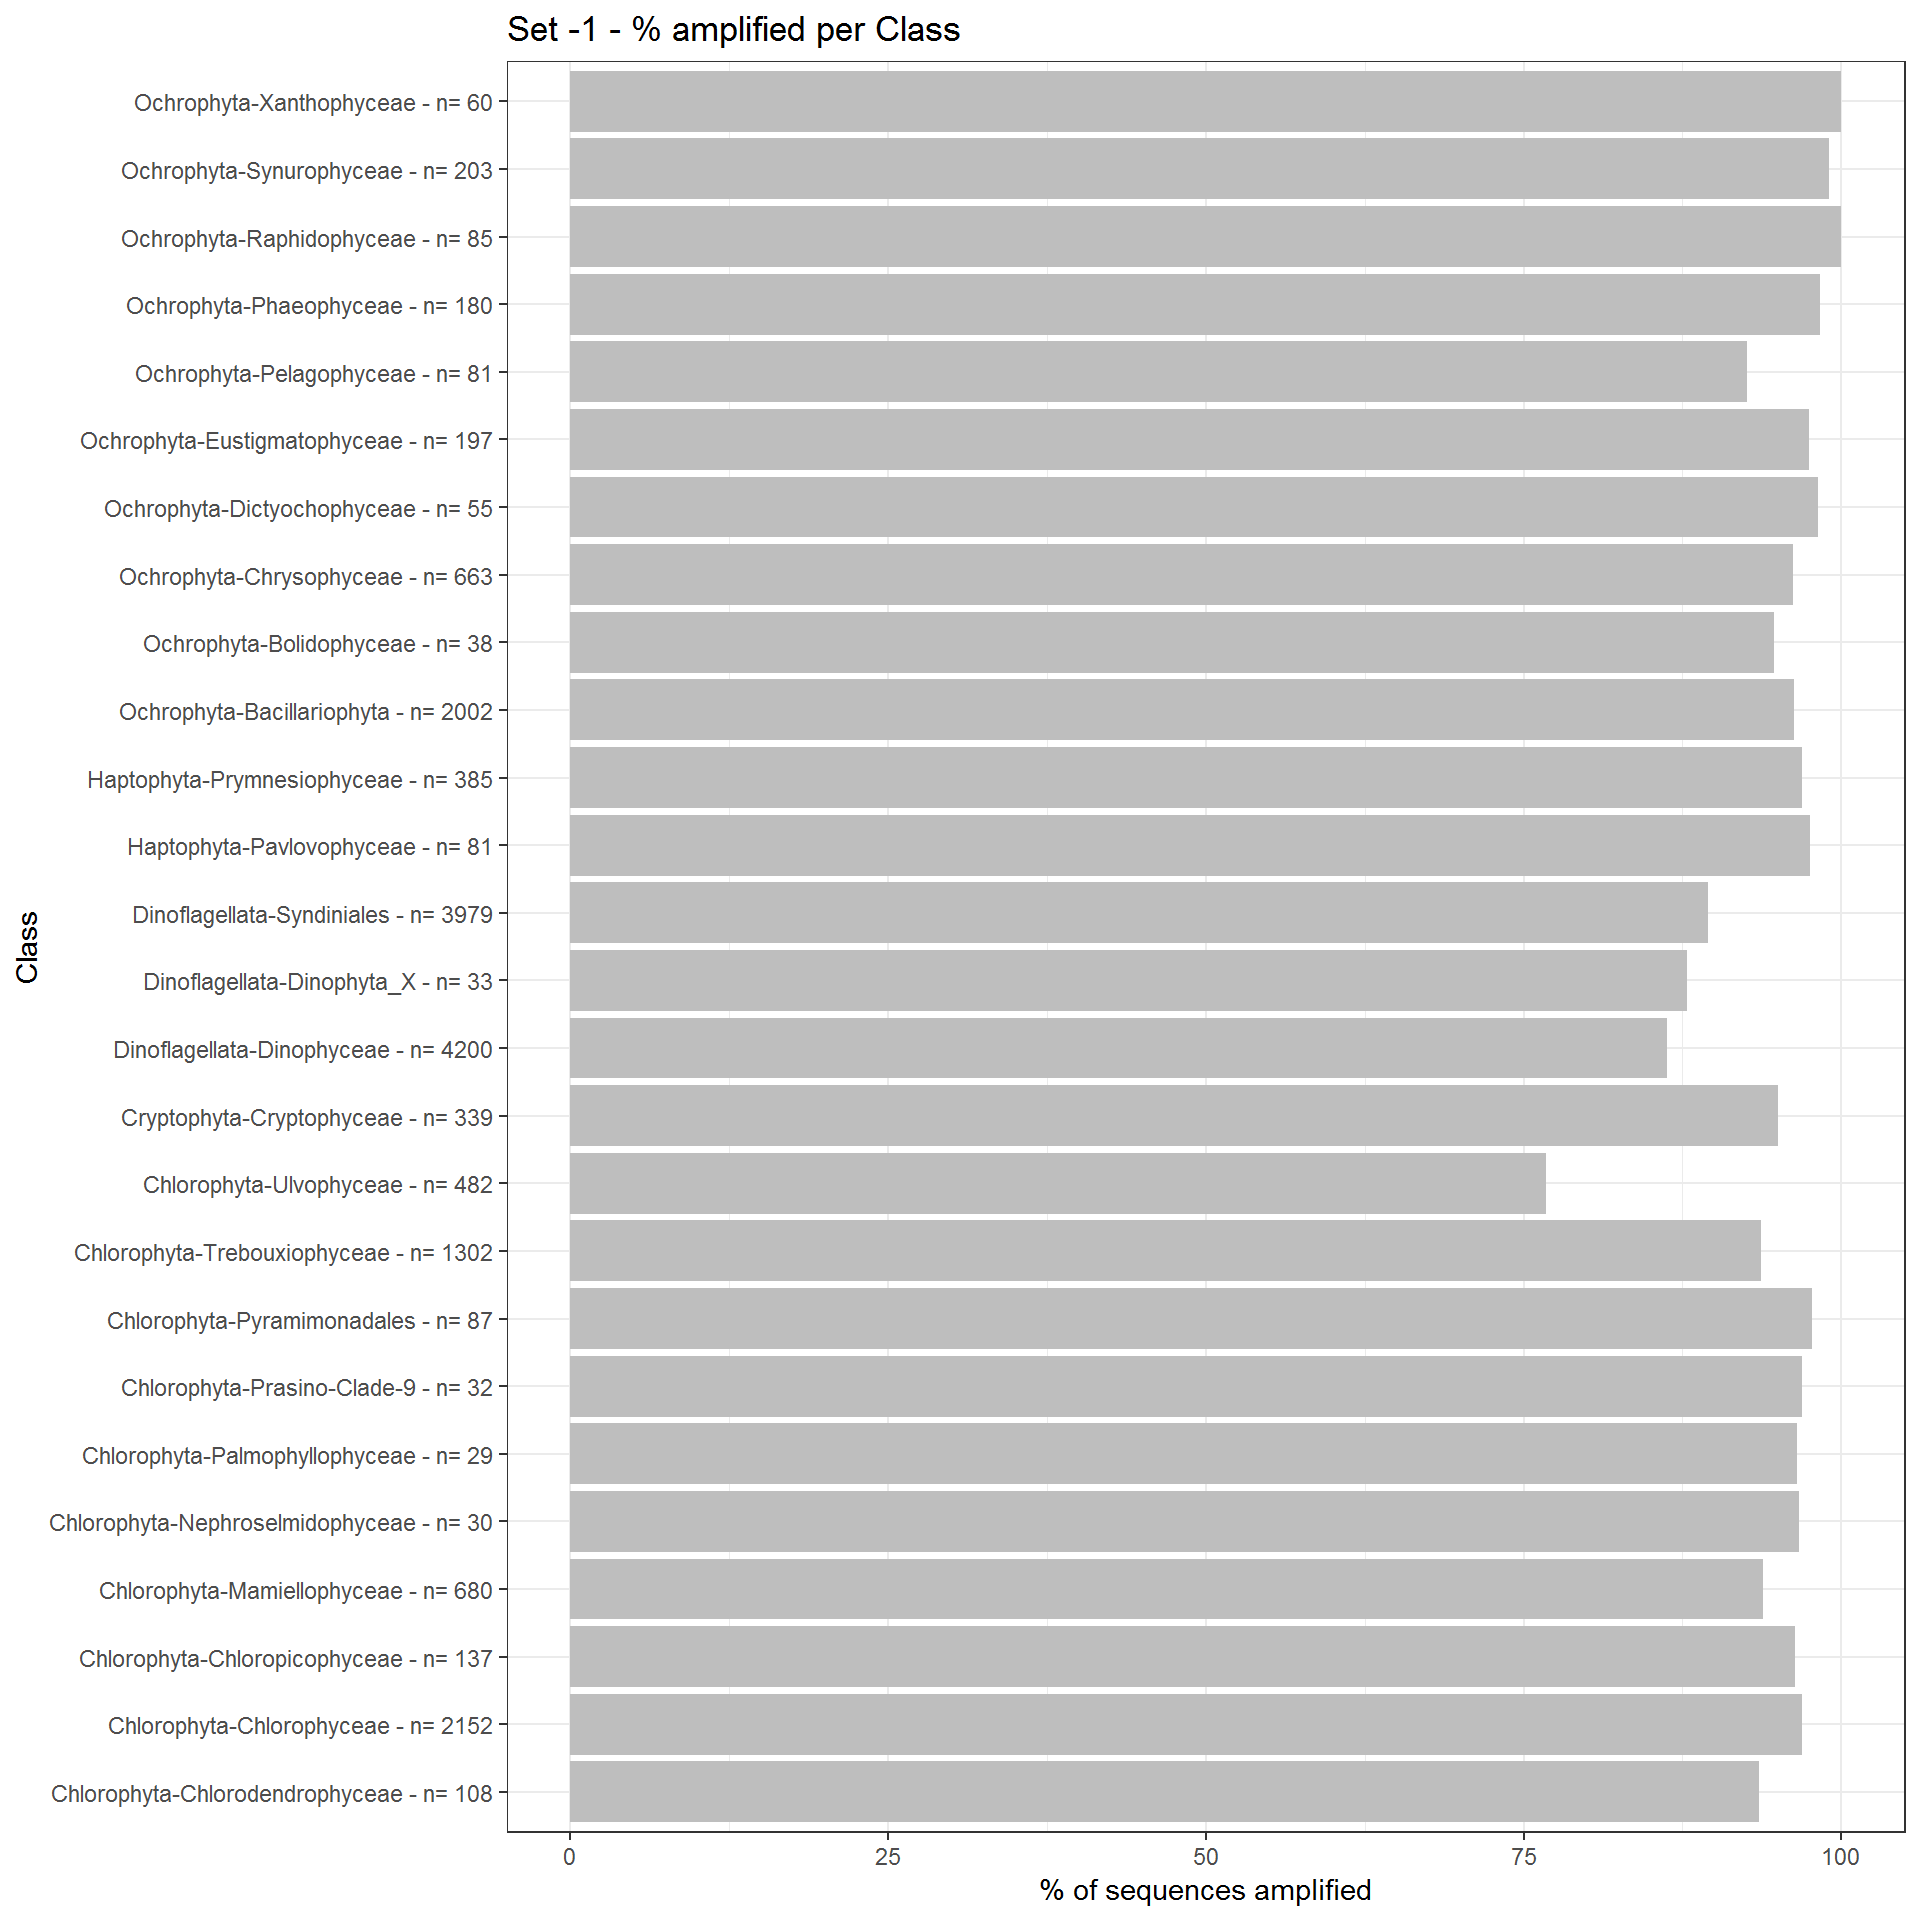 Set -1 - % amplified per Class
Class
Ochrophyta-Xanthophyceae - n= 60
Ochrophyta-Synurophyceae - n= 203
Ochrophyta-Raphidophyceae - n= 85
Ochrophyta-Phaeophyceae - n= 180
Ochrophyta-Pelagophyceae - n= 81
Ochrophyta-Eustigmatophyceae - n= 197
Ochrophyta-Dictyochophyceae - n= 55
Ochrophyta-Chrysophyceae - n= 663
Ochrophyta-Bolidophyceae - n= 38
Ochrophyta-Bacillariophyta - n= 2002
Haptophyta-Prymnesiophyceae - n= 385
Haptophyta-Pavlovophyceae - n= 81
Dinoflagellata-Syndiniales - n= 3979
Dinoflagellata-Dinophyta_X - n= 33
Dinoflagellata-Dinophyceae - n= 4200
Cryptophyta-Cryptophyceae - n= 339
Chlorophyta-Ulvophyceae - n= 482
Chlorophyta-Trebouxiophyceae - n= 1302
Chlorophyta-Pyramimonadales - n= 87
Chlorophyta-Prasino-Clade-9 - n= 32
Chlorophyta-Palmophyllophyceae - n= 29
Chlorophyta-Nephroselmidophyceae - n= 30
Chlorophyta-Mamiellophyceae - n= 680
Chlorophyta-Chloropicophyceae - n= 137
Chlorophyta-Chlorophyceae - n= 2152
Chlorophyta-Chlorodendrophyceae - n= 108
0 25 50 75 100
% of sequences amplified